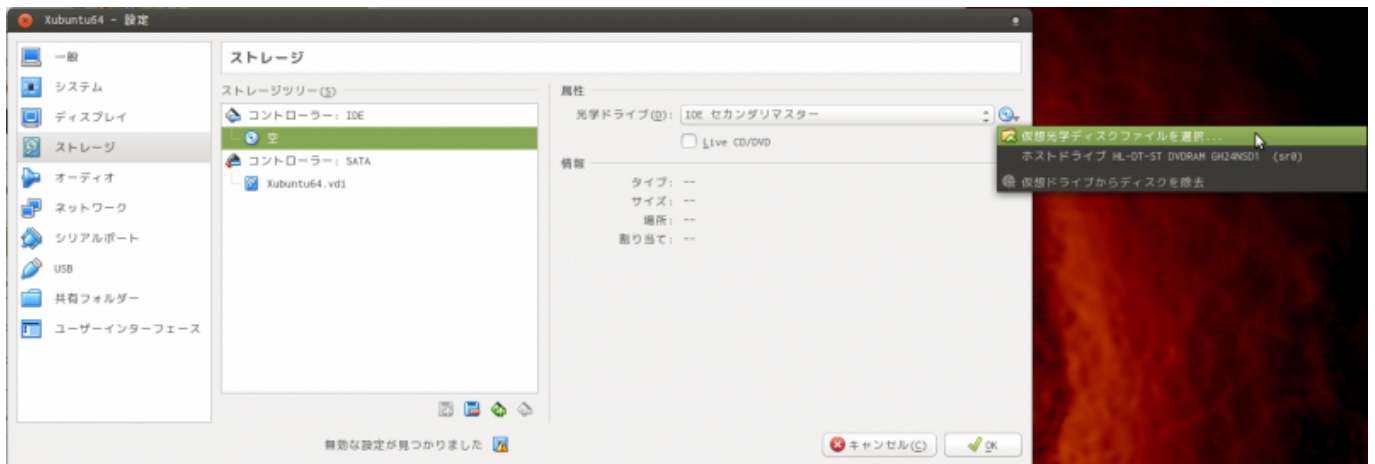 Xubuntu64 - 設定
一般
システム
ディスプレイ
ストレージ
オーディオ
ネットワーク
シリアルポート
USB
共有フォルダー
ユーザーインターフェース
ストレージ
ストレージツリー(S)
コントローラー: IDE
空
コントローラー: SATA
Xubuntu64.vdi
属性
光学ドライブ(D): IDE セカンダリマスター
Live CD/DVD
情報
タイプ: --
サイズ: --
場所: --
割り当て: --
仮想光学ディスクファイルを選択...
ホストドライブ HL-DT-ST DVDRAM GH24NSD1 (sr0)
仮想ドライブからディスクを除去
無効な設定が見つかりました
キャンセル(C)
OK